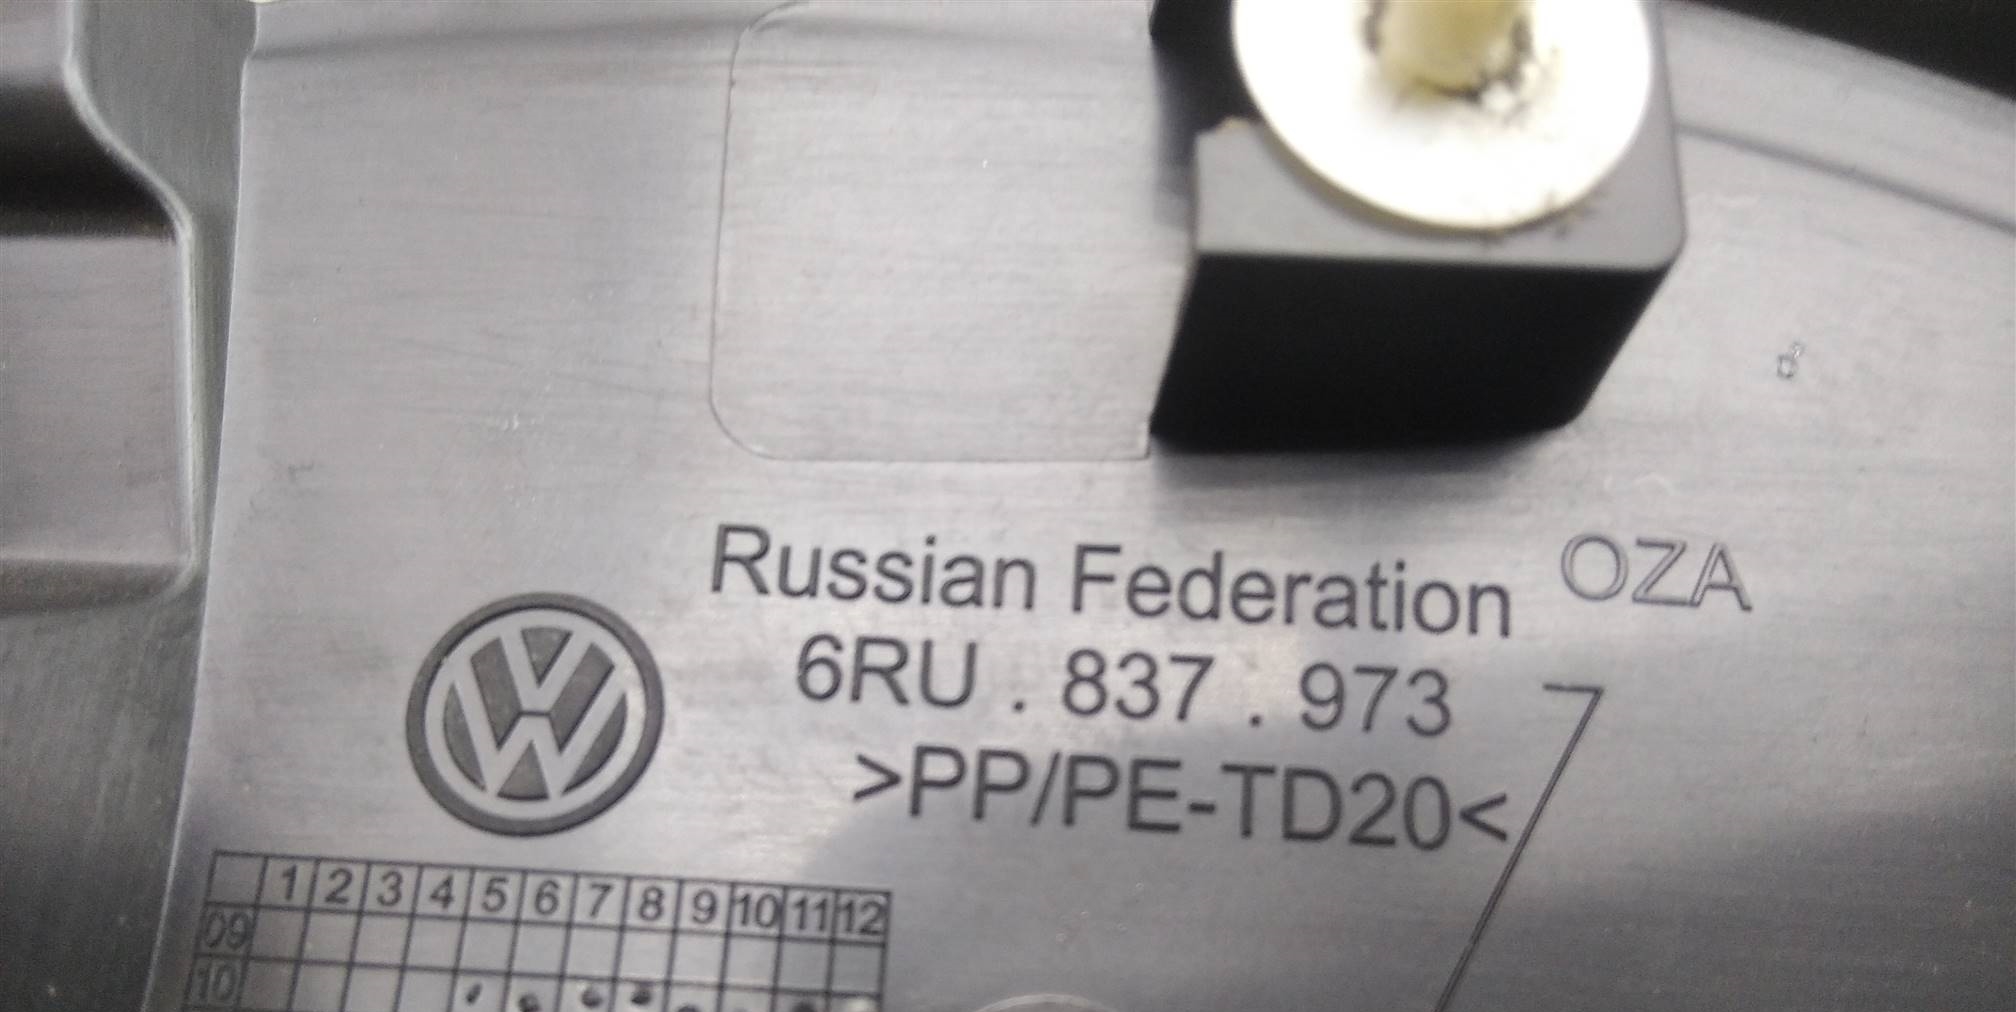 Russian Federation OZA
6RU . 837 . 973
>PP/PE-TD20<
1 2 3 4 5 6 7 8 9 10 11 12
09
10